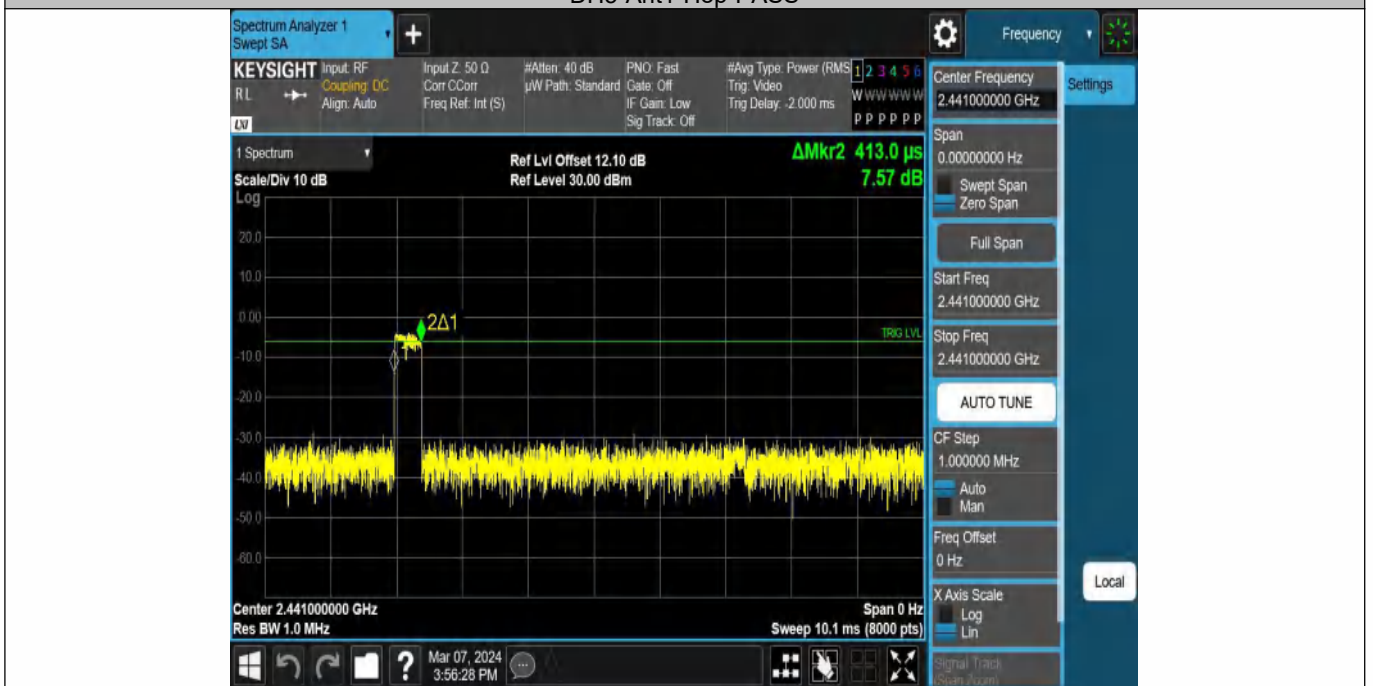 Spectrum Analyzer 1
Swept SA
+
Frequency
KEYSIGHT
RL
LXI
Input: RF
Coupling: DC
Align: Auto
Input Z: 50 Ω
Corr CCorr
Freq Ref: Int (S)
#Atten: 40 dB
µW Path: Standard
PNO: Fast
Gate: Off
IF Gain: Low
Sig Track: Off
#Avg Type: Power (RMS
Trig: Video
Trig Delay: -2.000 ms
1 2 3 4 5 6
W W W W W W
P P P P P P
Center Frequency
2.441000000 GHz
Settings
1 Spectrum
Scale/Div 10 dB
Log
Ref Lvl Offset 12.10 dB
Ref Level 30.00 dBm
ΔMkr2 413.0 µs
7.57 dB
Span
0.00000000 Hz
Swept Span
Zero Span
Full Span
Start Freq
2.441000000 GHz
Stop Freq
2.441000000 GHz
AUTO TUNE
CF Step
1.000000 MHz
Auto
Man
Freq Offset
0 Hz
X Axis Scale
Log
Lin
Signal Track
(Span Zoom)
Local
20.0
10.0
0.00
-10.0
-20.0
-30.0
-40.0
-50.0
-60.0
2Δ1
TRIG LVL
Center 2.441000000 GHz
Res BW 1.0 MHz
Span 0 Hz
Sweep 10.1 ms (8000 pts)
?
Mar 07, 2024
3:56:28 PM